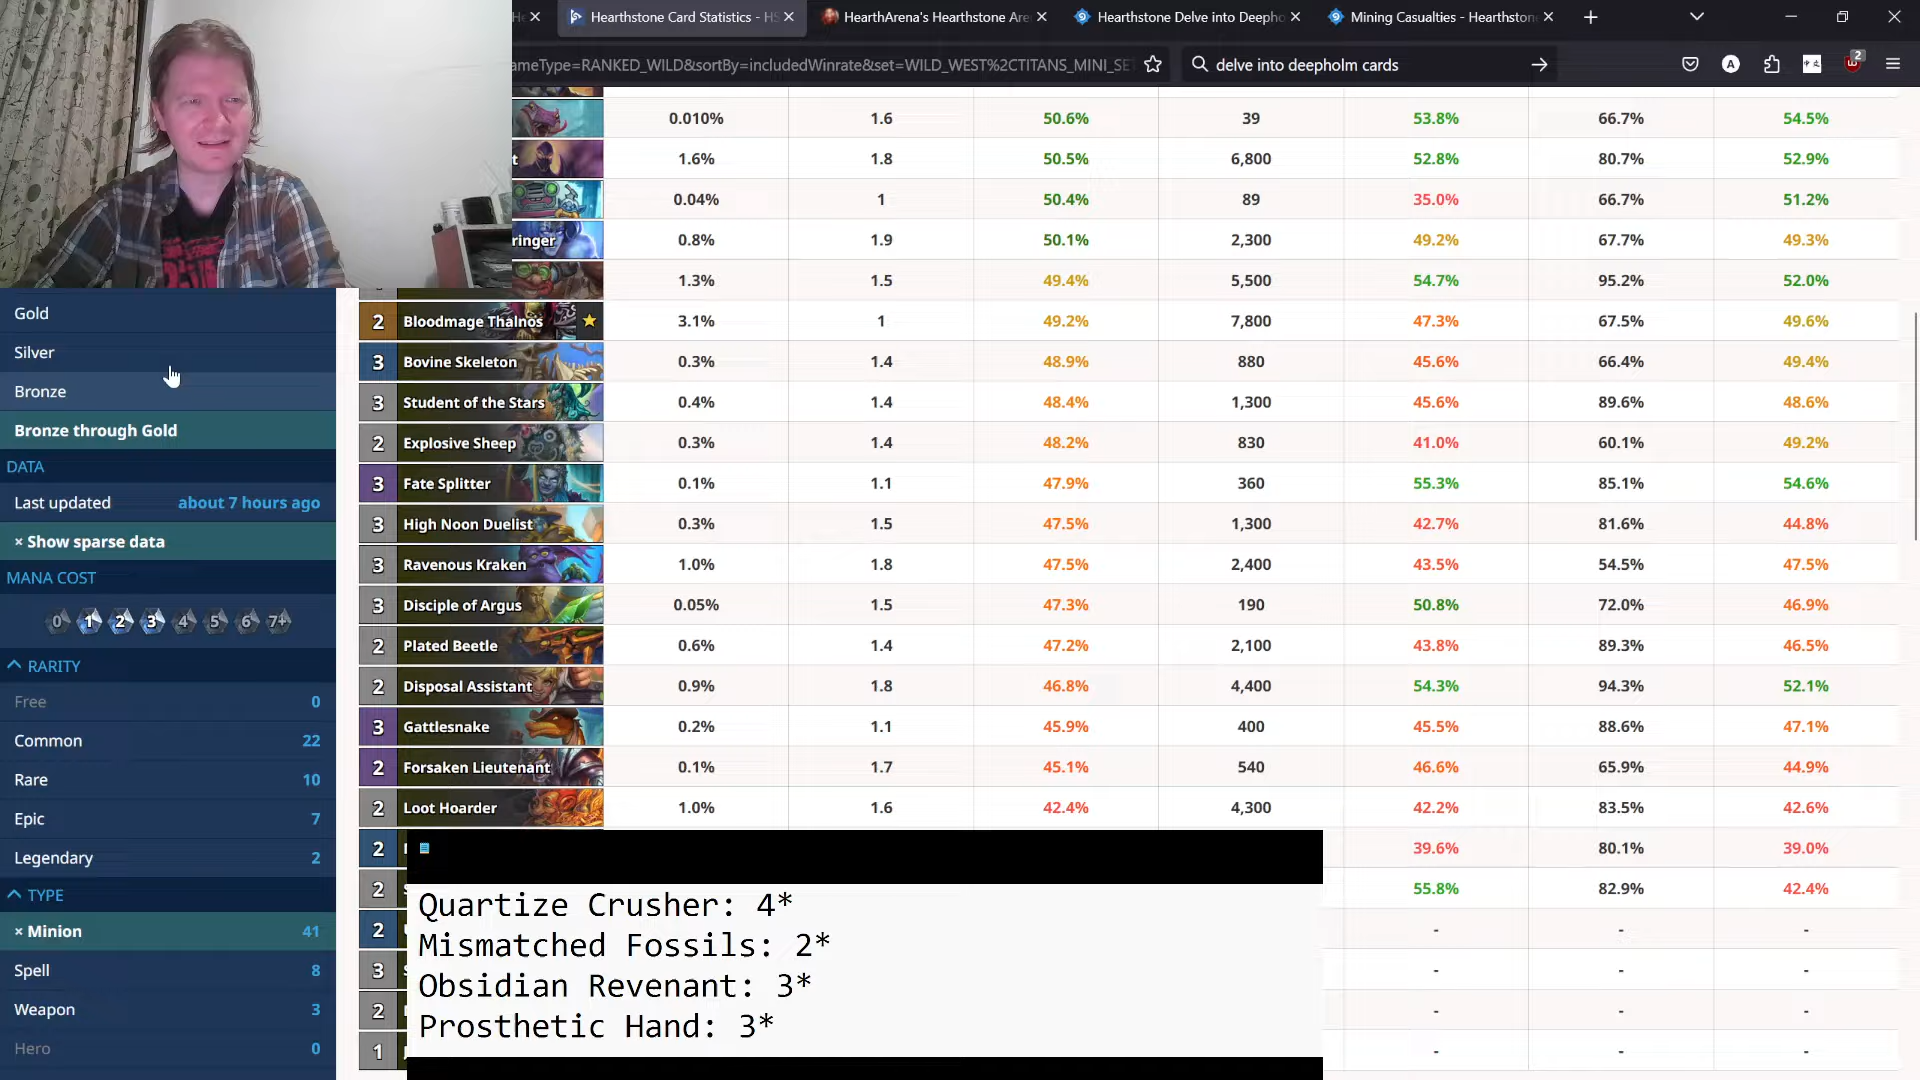 Hearthstone Card Statistics - HS
HearthArena's Hearthstone Are
Hearthstone Delve into Deepho
Mining Casualties - Hearthston
ameType=RANKED_WILD&sortBy=includedWinrate&set=WILD_WEST%2CTITANS_MINI_SE
delve into deepholm cards
A
2
0.010% 1.6 50.6% 39 53.8% 66.7% 54.5%
t 1.6% 1.8 50.5% 6,800 52.8% 80.7% 52.9%
0.04% 1 50.4% 89 35.0% 66.7% 51.2%
ringer 0.8% 1.9 50.1% 2,300 49.2% 67.7% 49.3%
1.3% 1.5 49.4% 5,500 54.7% 95.2% 52.0%
2 Bloodmage Thalnos 3.1% 1 49.2% 7,800 47.3% 67.5% 49.6%
3 Bovine Skeleton 0.3% 1.4 48.9% 880 45.6% 66.4% 49.4%
3 Student of the Stars 0.4% 1.4 48.4% 1,300 45.6% 89.6% 48.6%
2 Explosive Sheep 0.3% 1.4 48.2% 830 41.0% 60.1% 49.2%
3 Fate Splitter 0.1% 1.1 47.9% 360 55.3% 85.1% 54.6%
3 High Noon Duelist 0.3% 1.5 47.5% 1,300 42.7% 81.6% 44.8%
3 Ravenous Kraken 1.0% 1.8 47.5% 2,400 43.5% 54.5% 47.5%
3 Disciple of Argus 0.05% 1.5 47.3% 190 50.8% 72.0% 46.9%
2 Plated Beetle 0.6% 1.4 47.2% 2,100 43.8% 89.3% 46.5%
2 Disposal Assistant 0.9% 1.8 46.8% 4,400 54.3% 94.3% 52.1%
3 Gattlesnake 0.2% 1.1 45.9% 400 45.5% 88.6% 47.1%
2 Forsaken Lieutenant 0.1% 1.7 45.1% 540 46.6% 65.9% 44.9%
2 Loot Hoarder 1.0% 1.6 42.4% 4,300 42.2% 83.5% 42.6%
2 39.6% 80.1% 39.0%
2 55.8% 82.9% 42.4%
2 - - -
3 - - -
2 - - -
1 - - -
Gold
Silver
Bronze
Bronze through Gold
DATA
Last updated about 7 hours ago
× Show sparse data
MANA COST
0 1 2 3 4 5 6 7+
RARITY
Free 0
Common 22
Rare 10
Epic 7
Legendary 2
TYPE
× Minion 41
Spell 8
Weapon 3
Hero 0
Quartize Crusher: 4*
Mismatched Fossils: 2*
Obsidian Revenant: 3*
Prosthetic Hand: 3*